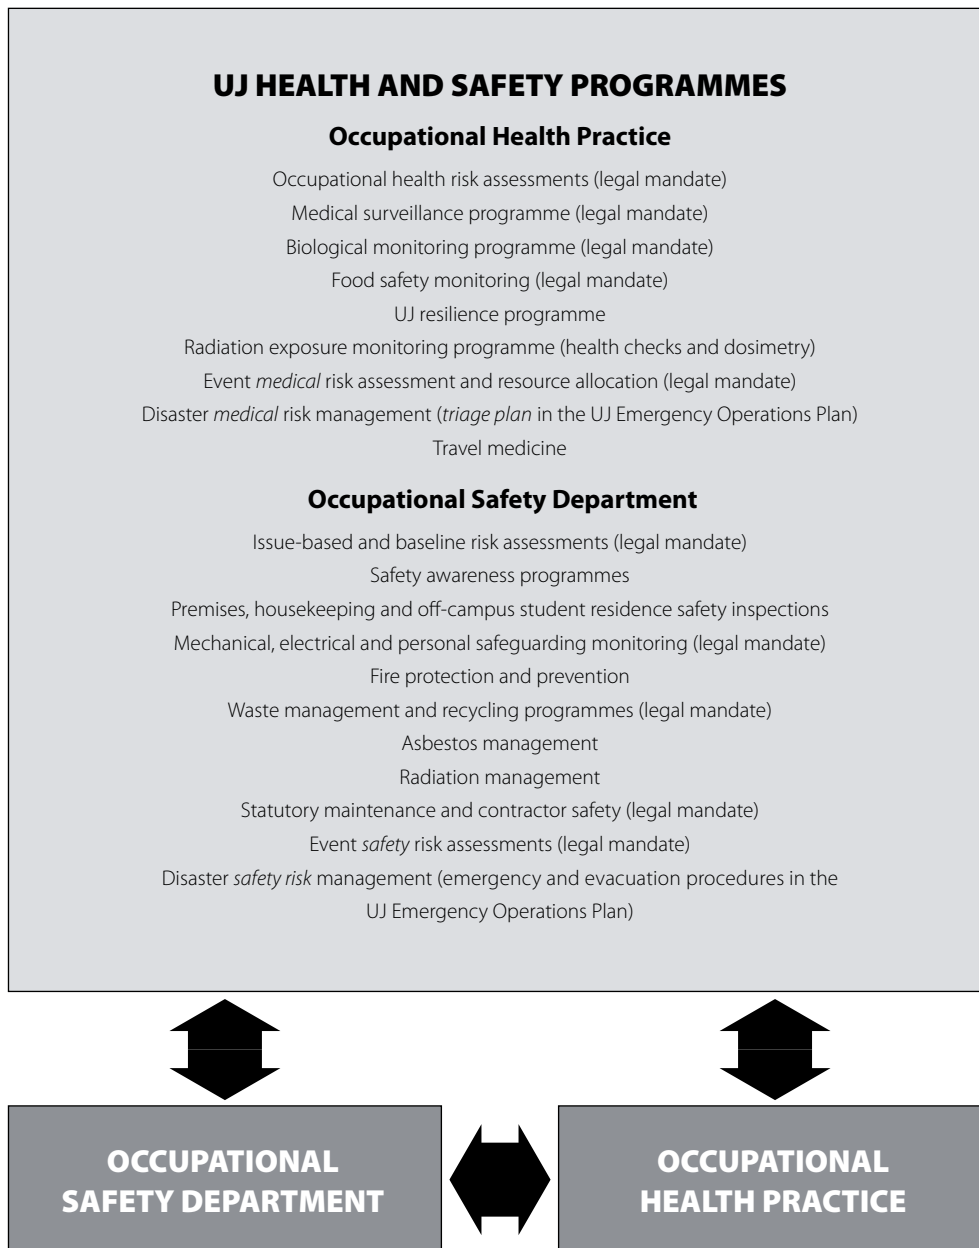 UJ HEALTH AND SAFETY PROGRAMMES
Occupational Health Practice
Occupational health risk assessments (legal mandate)
Medical surveillance programme (legal mandate)
Biological monitoring programme (legal mandate)
Food safety monitoring (legal mandate)
UJ resilience programme
Radiation exposure monitoring programme (health checks and dosimetry)
Event medical risk assessment and resource allocation (legal mandate)
Disaster medical risk management (triage plan in the UJ Emergency Operations Plan)
Travel medicine
Occupational Safety Department
Issue-based and baseline risk assessments (legal mandate)
Safety awareness programmes
Premises, housekeeping and off-campus student residence safety inspections
Mechanical, electrical and personal safeguarding monitoring (legal mandate)
Fire protection and prevention
Waste management and recycling programmes (legal mandate)
Asbestos management
Radiation management
Statutory maintenance and contractor safety (legal mandate)
Event safety risk assessments (legal mandate)
Disaster safety risk management (emergency and evacuation procedures in the
UJ Emergency Operations Plan)
OCCUPATIONAL
SAFETY DEPARTMENT
OCCUPATIONAL
HEALTH PRACTICE